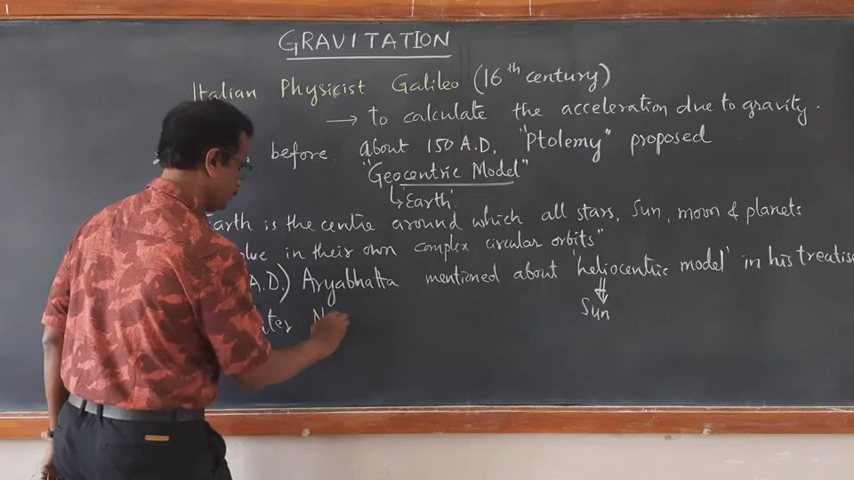 GRAVITATION
Italian Physicist Galileo (16th century)
→ to calculate the acceleration due to gravity.
before about 150 A.D, "Ptolemy" proposed
"Geocentric Model"
↳ Earth'
Earth is the centre around which all stars, Sun, moon & planets
in their own complex circular orbits"
A.D.) Aryabhatta mentioned about 'heliocentric model' in his treatise
Sun
N